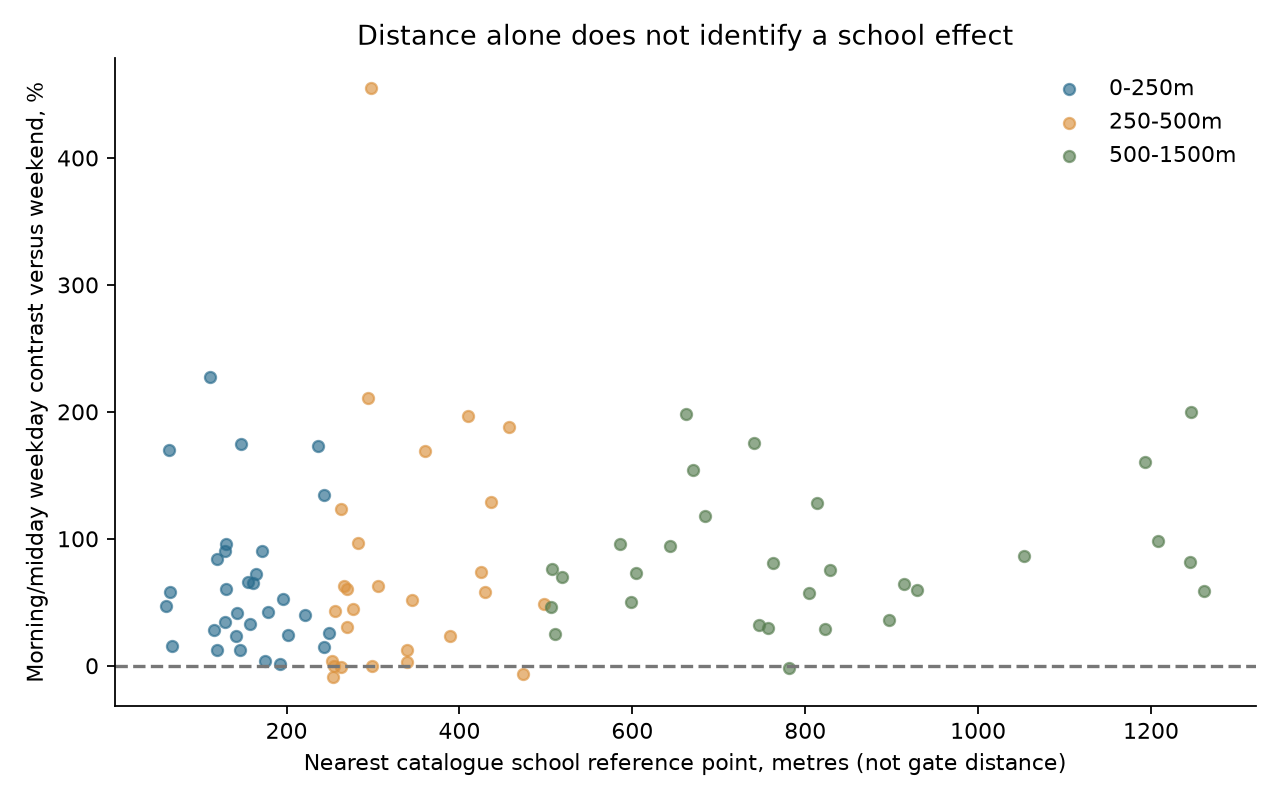 Distance alone does not identify a school effect
Morning/midday weekday contrast versus weekend, %
400
300
200
100
0
0-250m
250-500m
500-1500m
200
400
600
800
1000
1200
Nearest catalogue school reference point, metres (not gate distance)